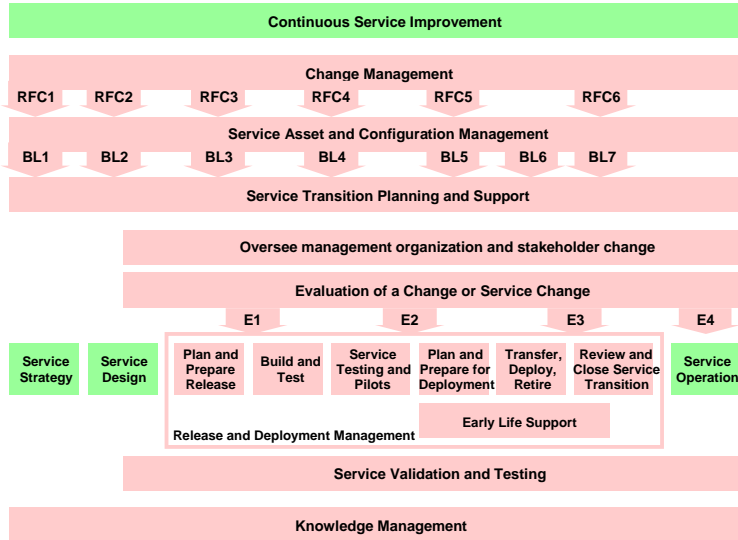 Continuous Service Improvement
Change Management
RFC1 RFC2 RFC3 RFC4 RFC5 RFC6
Service Asset and Configuration Management
BL1 BL2 BL3 BL4 BL5 BL6 BL7
Service Transition Planning and Support
Oversee management organization and stakeholder change
Evaluation of a Change or Service Change
E1 E2 E3 E4
Service
Strategy
Service
Design
Plan and
Prepare
Release
Build and
Test
Service
Testing and
Pilots
Plan and
Prepare for
Deployment
Transfer,
Deploy,
Retire
Review and
Close Service
Transition
Service
Operation
Early Life Support
Release and Deployment Management
Service Validation and Testing
Knowledge Management